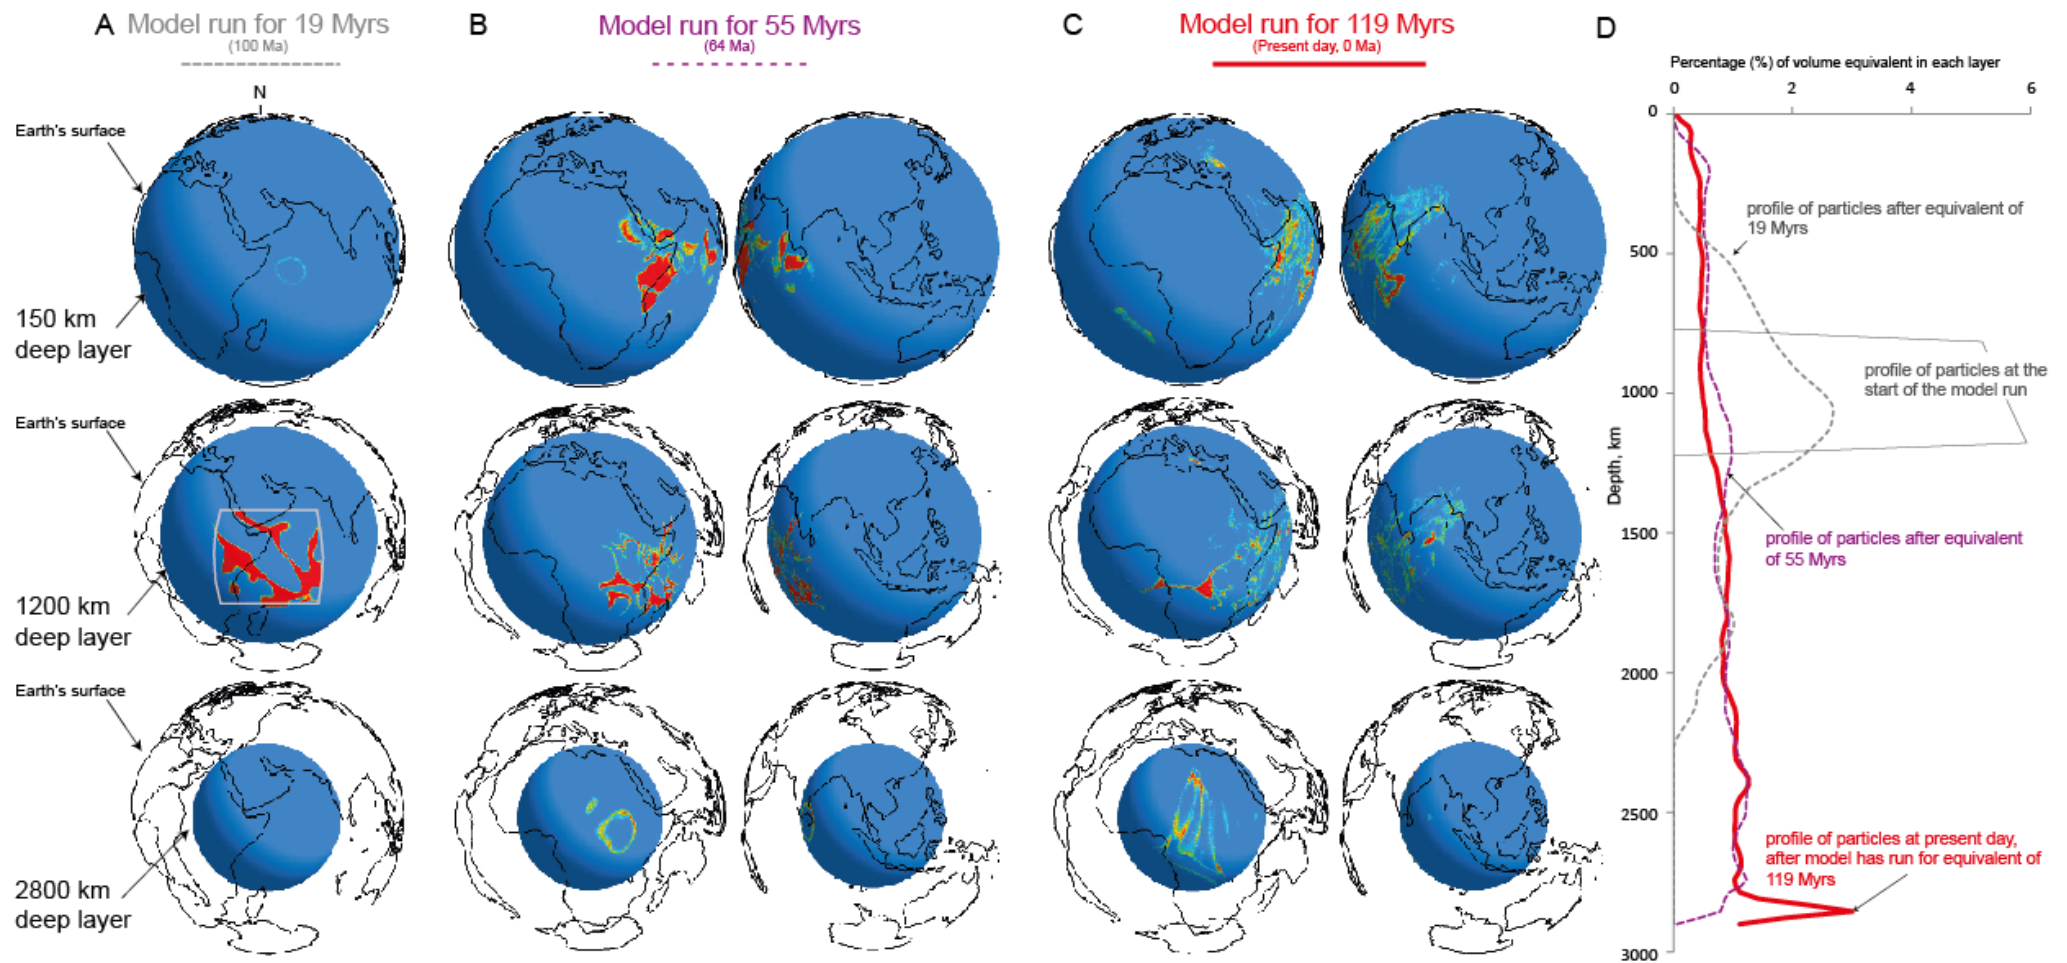 A Model run for 19 Myrs
(100 Ma)
B Model run for 55 Myrs
(64 Ma)
C Model run for 119 Myrs
(Present day, 0 Ma)
D
Percentage (%) of volume equivalent in each layer
0 2 4 6
N
Earth's surface
150 km
deep layer
Earth's surface
1200 km
deep layer
Earth's surface
2800 km
deep layer
0
500
1000
1500
2000
2500
3000
Depth, km
profile of particles after equivalent of
19 Myrs
profile of particles at the
start of the model run
profile of particles after equivalent
of 55 Myrs
profile of particles at present day,
after model has run for equivalent of
119 Myrs